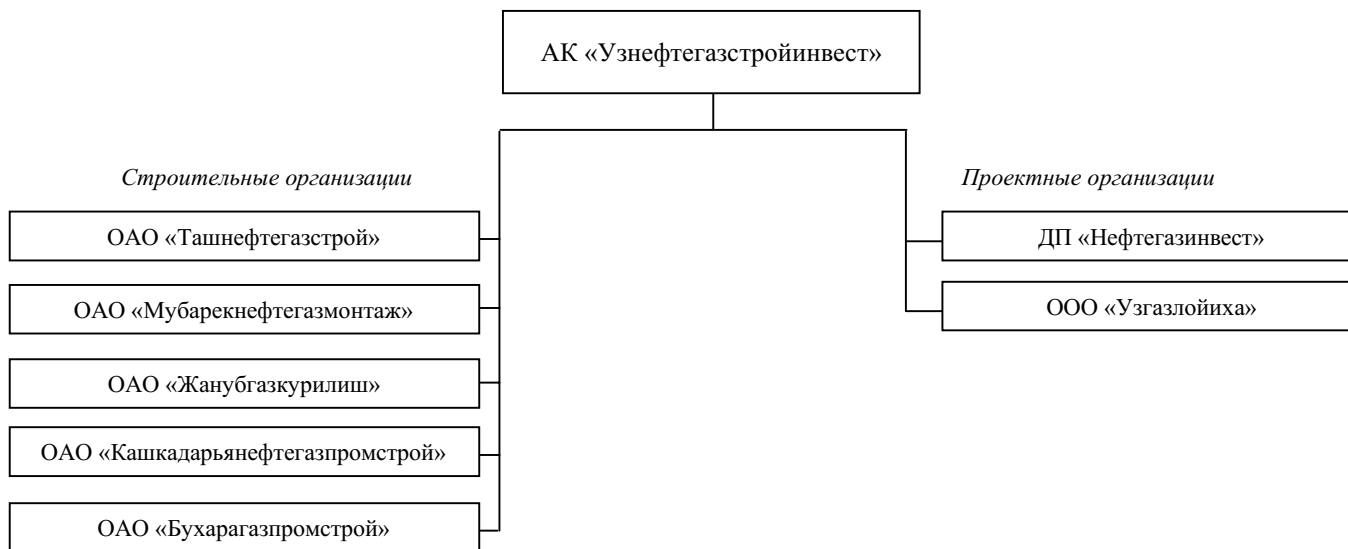 АК «Узнефтегазстройинвест»
Строительные организации
ОАО «Ташнефтегазстрой»
ОАО «Мубарекнефтегазмонтаж»
ОАО «Жанубгазкурилиш»
ОАО «Кашкадарьянефтегазпромстрой»
ОАО «Бухарагазпромстрой»
Проектные организации
ДП «Нефтегазинвест»
ООО «Узгазлойиха»